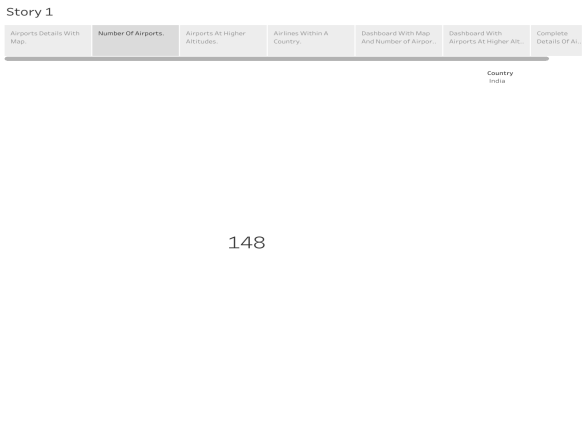 Story 1
Airports Details With
Map.
Number Of Airports.
Airports At Higher
Altitudes.
Airlines Within A
Country.
Dashboard With Map
And Number of Airpor..
Dashboard With
Airports At Higher Alt..
Complete
Details Of Ai..
Country
India
148